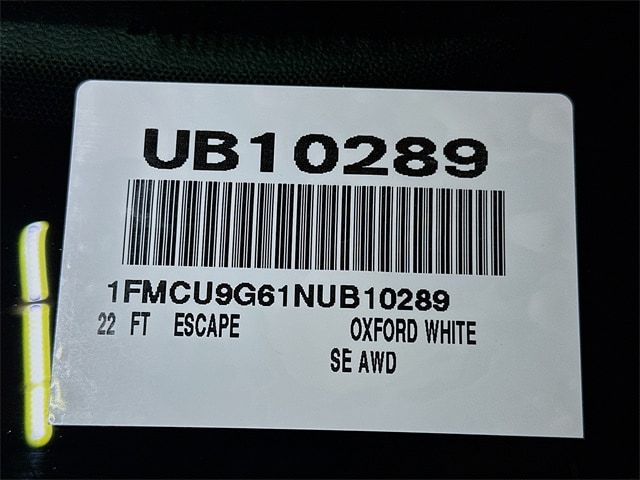 UB10289
1FMCU9G61NUB10289
22 FT ESCAPE OXFORD WHITE
SE AWD